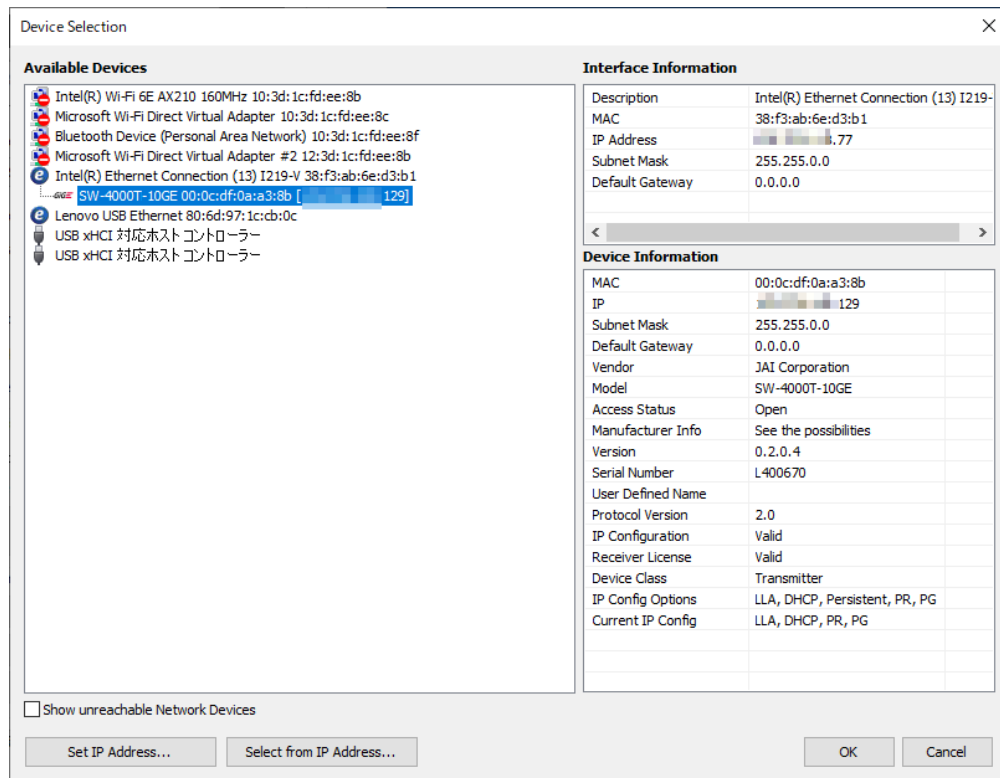 Device Selection
Available Devices
Intel(R) Wi-Fi 6E AX210 160MHz 10:3d:1c:fd:ee:8b
Microsoft Wi-Fi Direct Virtual Adapter 10:3d:1c:fd:ee:8c
Bluetooth Device (Personal Area Network) 10:3d:1c:fd:ee:8f
Microsoft Wi-Fi Direct Virtual Adapter #2 12:3d:1c:fd:ee:8b
Intel(R) Ethernet Connection (13) I219-V 38:f3:ab:6e:d3:b1
GIGE SW-4000T-10GE 00:0c:df:0a:a3:8b [ 129]
Lenovo USB Ethernet 80:6d:97:1c:cb:0c
USB xHCI 対応ホスト コントローラー
USB xHCI 対応ホスト コントローラー
Show unreachable Network Devices
Set IP Address...
Select from IP Address...
Interface Information
Description Intel(R) Ethernet Connection (13) I219-
MAC 38:f3:ab:6e:d3:b1
IP Address .77
Subnet Mask 255.255.0.0
Default Gateway 0.0.0.0
Device Information
MAC 00:0c:df:0a:a3:8b
IP 129
Subnet Mask 255.255.0.0
Default Gateway 0.0.0.0
Vendor JAI Corporation
Model SW-4000T-10GE
Access Status Open
Manufacturer Info See the possibilities
Version 0.2.0.4
Serial Number L400670
User Defined Name
Protocol Version 2.0
IP Configuration Valid
Receiver License Valid
Device Class Transmitter
IP Config Options LLA, DHCP, Persistent, PR, PG
Current IP Config LLA, DHCP, PR, PG
OK
Cancel